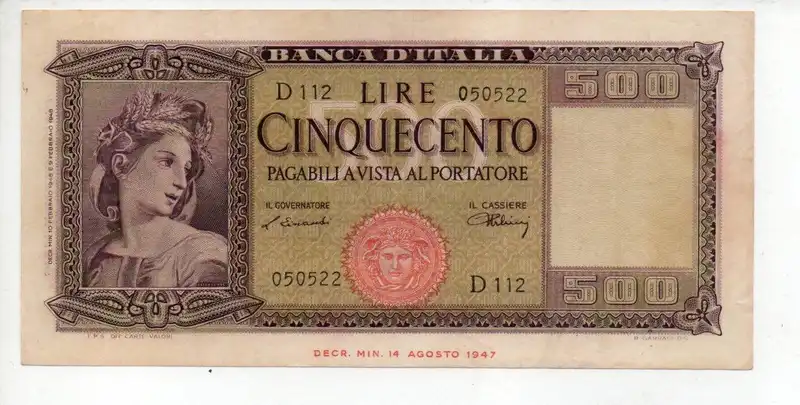 BANCA D'ITALIA
500
D 112 LIRE 050522
CINQUECENTO
PAGABILI A VISTA AL PORTATORE
IL GOVERNATORE IL CASSIERE
050522 D 112
500
DECR. MIN. 14 AGOSTO 1947